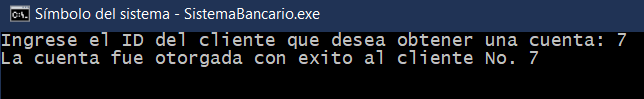 Símbolo del sistema - SistemaBancario.exe
Ingrese el ID del cliente que desea obtener una cuenta: 7
La cuenta fue otorgada con exito al cliente No. 7